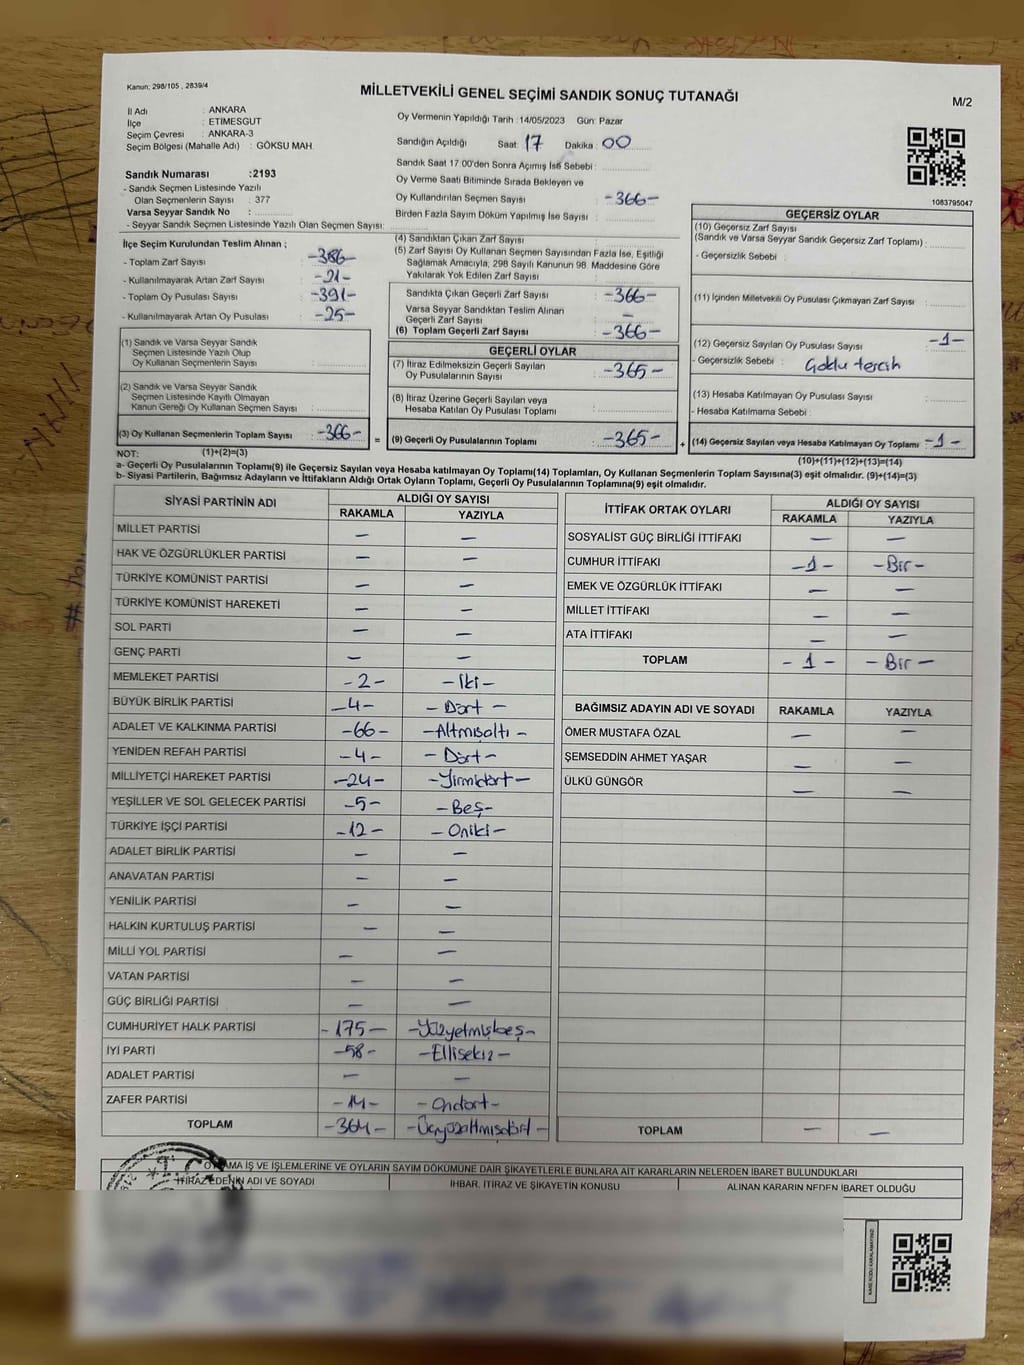 Kanun; 298/105 , 2839/4
MİLLETVEKİLİ GENEL SEÇİMİ SANDIK SONUÇ TUTANAĞI
M/2
İl Adı : ANKARA
İlçe : ETİMESGUT
Seçim Çevresi : ANKARA-3
Seçim Bölgesi (Mahalle Adı) : GÖKSU MAH.
Oy Vermenin Yapıldığı Tarih : 14/05/2023 Gün: Pazar
Sandığın Açıldığı Saat: 17 Dakika : 00
Sandık Saat 17:00'den Sonra Açımış İse Sebebi :
Sandık Numarası :2193
- Sandık Seçmen Listesinde Yazılı
Olan Seçmenlerin Sayısı : 377
Varsa Seyyar Sandık No :
- Seyyar Sandık Seçmen Listesinde Yazılı Olan Seçmen Sayısı:
Oy Verme Saati Bitiminde Sırada Bekleyen ve
Oy Kullandırılan Seçmen Sayısı : -366-
Birden Fazla Sayım Döküm Yapılmış İse Sayısı :
1083795047
İlçe Seçim Kurulundan Teslim Alınan ;
- Toplam Zarf Sayısı : -386-
- Kullanılmayarak Artan Zarf Sayısı : -21-
- Toplam Oy Pusulası Sayısı : -391-
- Kullanılmayarak Artan Oy Pusulası : -25-
(1) Sandık ve Varsa Seyyar Sandık
Seçmen Listesinde Yazılı Olup
Oy Kullanan Seçmenlerin Sayısı :
(2) Sandık ve Varsa Seyyar Sandık
Seçmen Listesinde Kayıtlı Olmayan
Kanun Gereği Oy Kullanan Seçmen Sayısı :
(3) Oy Kullanan Seçmenlerin Toplam Sayısı : -366- =
(4) Sandıktan Çıkan Zarf Sayısı :
(5) Zarf Sayısı Oy Kullanan Seçmen Sayısından Fazla İse, Eşitliği
Sağlamak Amacıyla, 298 Sayılı Kanunun 98. Maddesine Göre
Yakılarak Yok Edilen Zarf Sayısı :
Sandıkta Çıkan Geçerli Zarf Sayısı : -366-
Varsa Seyyar Sandıktan Teslim Alınan
Geçerli Zarf Sayısı : -
(6) Toplam Geçerli Zarf Sayısı : -366-
GEÇERLİ OYLAR
(7) İtiraz Edilmeksizin Geçerli Sayılan
Oy Pusulalarının Sayısı : -365-
(8) İtiraz Üzerine Geçerli Sayılan veya
Hesaba Katılan Oy Pusulası Toplamı :
(9) Geçerli Oy Pusulalarının Toplamı : -365- +
GEÇERSİZ OYLAR
(10) Geçersiz Zarf Sayısı
(Sandık ve Varsa Seyyar Sandık Geçersiz Zarf Toplamı) :
- Geçersizlik Sebebi :
(11) İçinden Milletvekili Oy Pusulası Çıkmayan Zarf Sayısı :
(12) Geçersiz Sayılan Oy Pusulası Sayısı : -1-
- Geçersizlik Sebebi : Çoklu tercih
(13) Hesaba Katılmayan Oy Pusulası Sayısı :
- Hesaba Katılmama Sebebi :
(14) Geçersiz Sayılan veya Hesaba Katılmayan Oy Toplamı : -1-
NOT: (1)+(2)=(3)
(10)+(11)+(12)+(13)=(14)
a- Geçerli Oy Pusulalarının Toplamı(9) ile Geçersiz Sayılan veya Hesaba katılmayan Oy Toplamı(14) Toplamları, Oy Kullanan Seçmenlerin Toplam Sayısına(3) eşit olmalıdır. (9)+(14)=(3)
b- Siyasi Partilerin, Bağımsız Adayların ve İttifakların Aldığı Ortak Oyların Toplamı, Geçerli Oy Pusulalarının Toplamına(9) eşit olmalıdır.
SİYASİ PARTİNİN ADI ALDIĞI OY SAYISI
RAKAMLA YAZIYLA
MİLLET PARTİSİ - -
HAK VE ÖZGÜRLÜKLER PARTİSİ - -
TÜRKİYE KOMÜNİST PARTİSİ - -
TÜRKİYE KOMÜNİST HAREKETİ - -
SOL PARTİ - -
GENÇ PARTİ - -
MEMLEKET PARTİSİ -2- -İki-
BÜYÜK BİRLİK PARTİSİ -4- -Dört-
ADALET VE KALKINMA PARTİSİ -66- -Altmışaltı-
YENİDEN REFAH PARTİSİ -4- -Dört-
MİLLİYETÇİ HAREKET PARTİSİ -24- -Yirmidört-
YEŞİLLER VE SOL GELECEK PARTİSİ -5- -Beş-
TÜRKİYE İŞÇİ PARTİSİ -12- -Oniki-
ADALET BİRLİK PARTİSİ - -
ANAVATAN PARTİSİ - -
YENİLİK PARTİSİ - -
HALKIN KURTULUŞ PARTİSİ - -
MİLLİ YOL PARTİSİ - -
VATAN PARTİSİ - -
GÜÇ BİRLİĞİ PARTİSİ - -
CUMHURİYET HALK PARTİSİ -175- -Yüzyetmişbeş-
İYİ PARTİ -58- -Ellisekiz-
ADALET PARTİSİ - -
ZAFER PARTİSİ -14- -Ondört-
TOPLAM -364- -Üçyüzaltmışdört-
İTTİFAK ORTAK OYLARI ALDIĞI OY SAYISI
RAKAMLA YAZIYLA
SOSYALİST GÜÇ BİRLİĞİ İTTİFAKI - -
CUMHUR İTTİFAKI -1- -Bir-
EMEK VE ÖZGÜRLÜK İTTİFAKI - -
MİLLET İTTİFAKI - -
ATA İTTİFAKI - -
TOPLAM -1- -Bir-
BAĞIMSIZ ADAYIN ADI VE SOYADI RAKAMLA YAZIYLA
ÖMER MUSTAFA ÖZAL - -
ŞEMSEDDİN AHMET YAŞAR - -
ÜLKÜ GÜNGÖR - -
TOPLAM - -
OYLAMA İŞ VE İŞLEMLERİNE VE OYLARIN SAYIM DÖKÜMÜNE DAİR ŞİKAYETLERLE BUNLARA AİT KARARLARIN NELERDEN İBARET BULUNDUKLARI
İTİRAZ EDENİN ADI VE SOYADI İHBAR, İTİRAZ VE ŞİKAYETİN KONUSU ALINAN KARARIN NEDEN İBARET OLDUĞU
T.C.